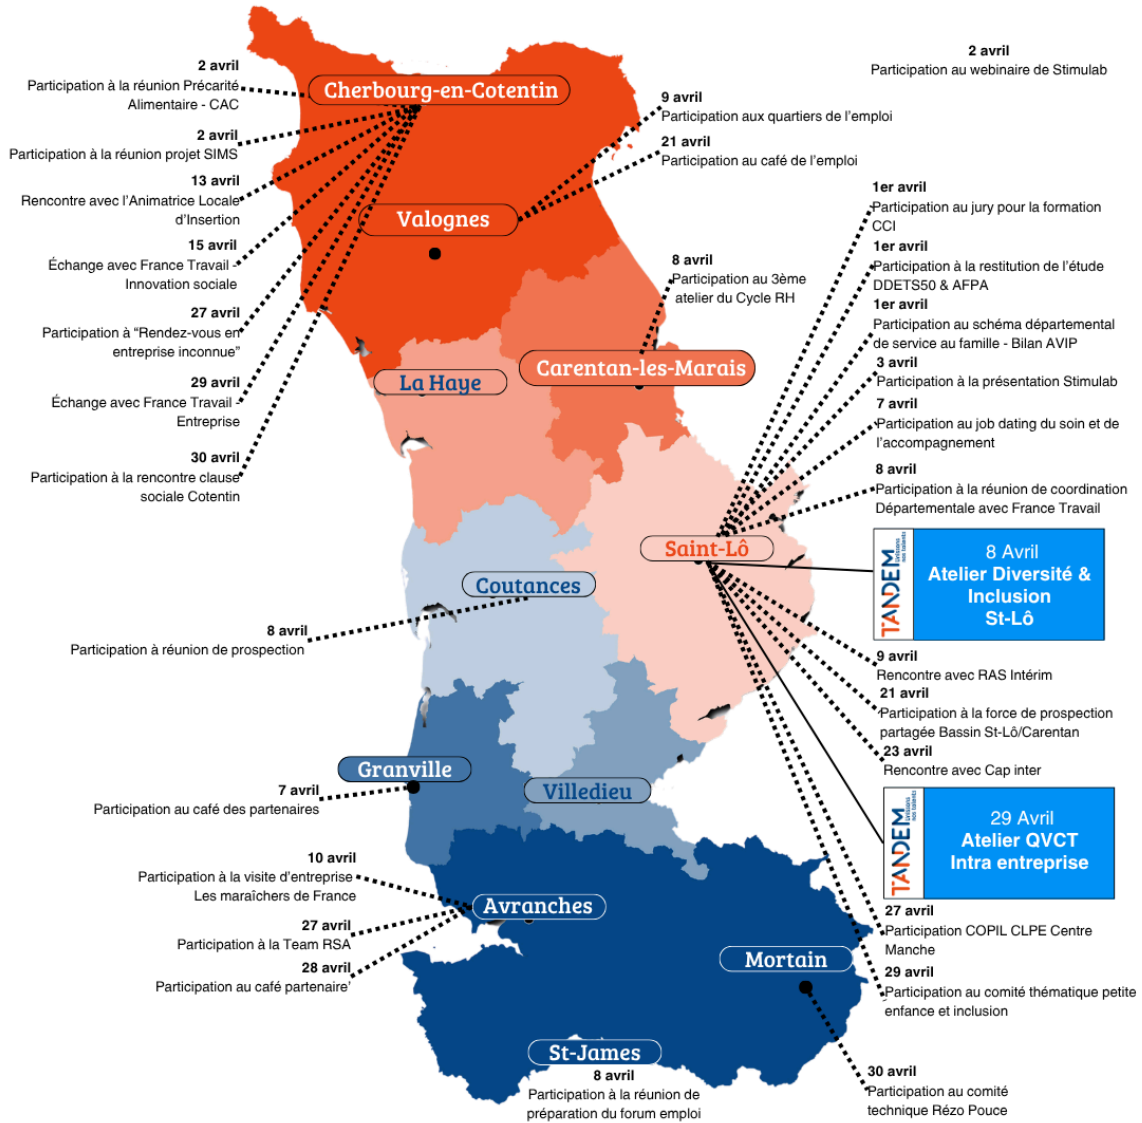 2 avril
Participation à la réunion Précarité
Alimentaire - CAC
2 avril
Participation à la réunion projet SIMS
13 avril
Rencontre avec l'Animatrice Locale
d'Insertion
15 avril
Échange avec France Travail -
Innovation sociale
27 avril
Participation à "Rendez-vous en
entreprise inconnue"
29 avril
Échange avec France Travail -
Entreprise
30 avril
Participation à la rencontre clause
sociale Cotentin
Cherbourg-en-Cotentin
Valognes
2 avril
Participation au webinaire de Stimulab
9 avril
Participation aux quartiers de l'emploi
21 avril
Participation au café de l'emploi
8 avril
Participation au 3ème
atelier du Cycle RH
Carentan-les-Marais
La Haye
1er avril
Participation au jury pour la formation
CCI
1er avril
Participation à la restitution de l'étude
DDETS50 & AFPA
1er avril
Participation au schéma départemental
de service au famille - Bilan AVIP
3 avril
Participation à la présentation Stimulab
7 avril
Participation au job dating du soin et de
l'accompagnement
8 avril
Participation à la réunion de coordination
Départementale avec France Travail
Saint-Lô
TANDEM
unissons
nos talents
8 Avril
Atelier Diversité &
Inclusion
St-Lô
Coutances
8 avril
Participation à réunion de prospection
9 avril
Rencontre avec RAS Intérim
21 avril
Participation à la force de prospection
partagée Bassin St-Lô/Carentan
23 avril
Rencontre avec Cap inter
TANDEM
unissons
nos talents
29 Avril
Atelier QVCT
Intra entreprise
Granville
7 avril
Participation au café des partenaires
Villedieu
10 avril
Participation à la visite d'entreprise
Les maraîchers de France
27 avril
Participation à la Team RSA
28 avril
Participation au café partenaire'
Avranches
27 avril
Participation COPIL CLPE Centre
Manche
29 avril
Participation au comité thématique petite
enfance et inclusion
Mortain
30 avril
Participation au comité
technique Rézo Pouce
St-James
8 avril
Participation à la réunion de
préparation du forum emploi